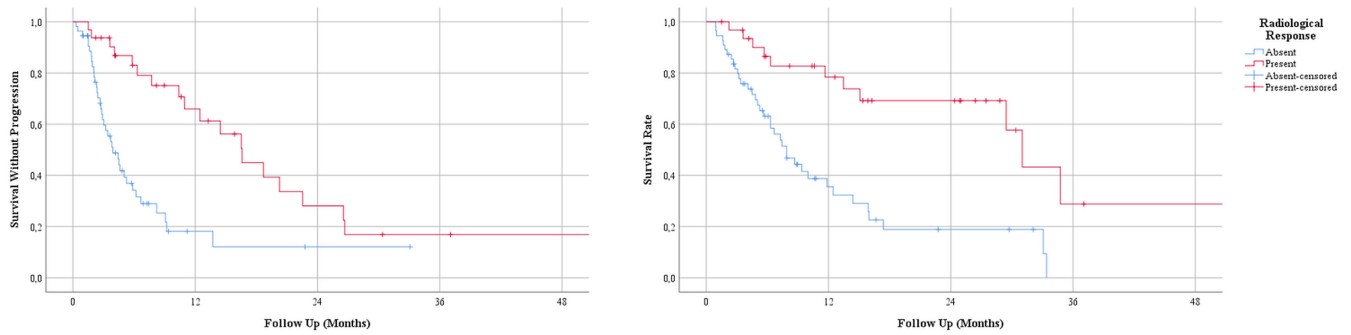 Survival Without Progression
1,0
0,8
0,6
0,4
0,2
0,0
0
12
24
36
48
Follow Up (Months)
Survival Rate
1,0
0,8
0,6
0,4
0,2
0,0
0
12
24
36
48
Follow Up (Months)
Radiological
Response
Absent
Present
Absent-censored
Present-censored